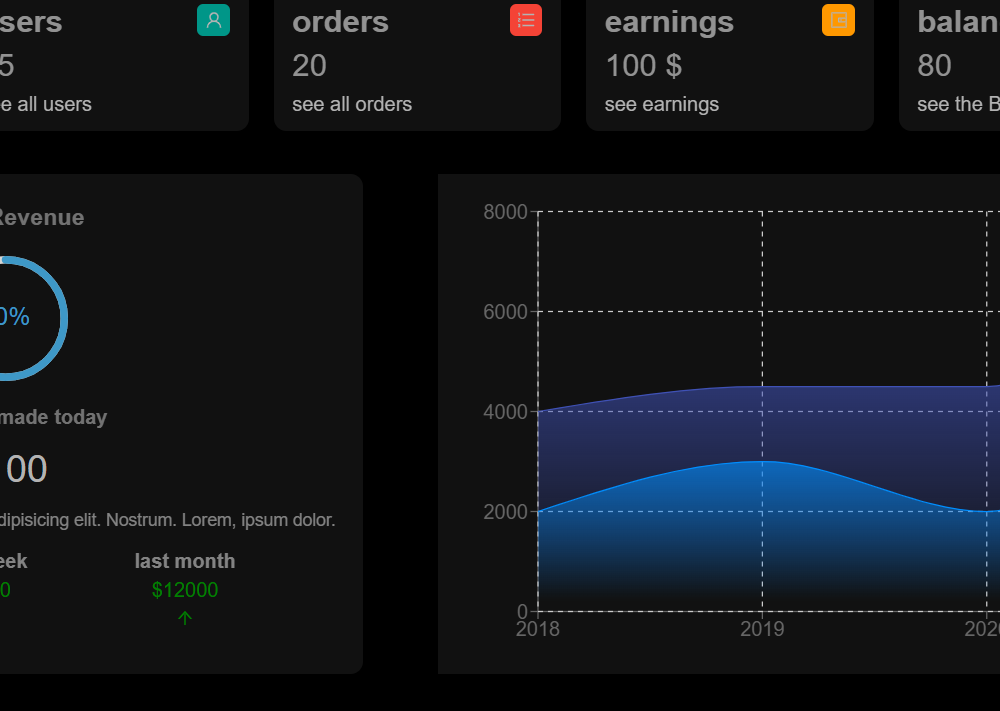 sers orders earnings balan
5 20 100 $ 80
e all users see all orders see earnings see the B
Revenue
0%
made today
00
dipisicing elit. Nostrum. Lorem, ipsum dolor.
eek last month
0 $12000
8000
6000
4000
2000
0
2018 2019 2020